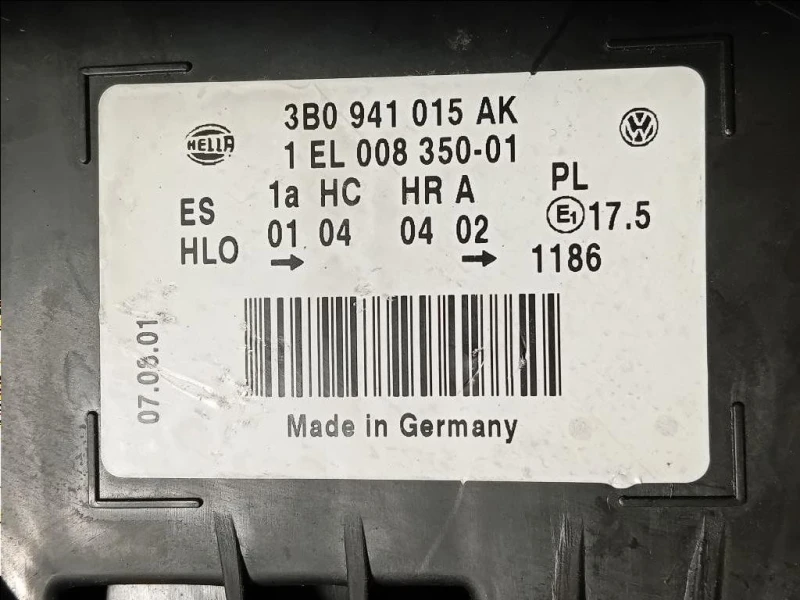 3B0 941 015 AK
HELLA
1 EL 008 350-01
1a HC HR A PL
ES 01 04 04 02 E1 17.5
HLO → → 1186
07.08.01
Made in Germany